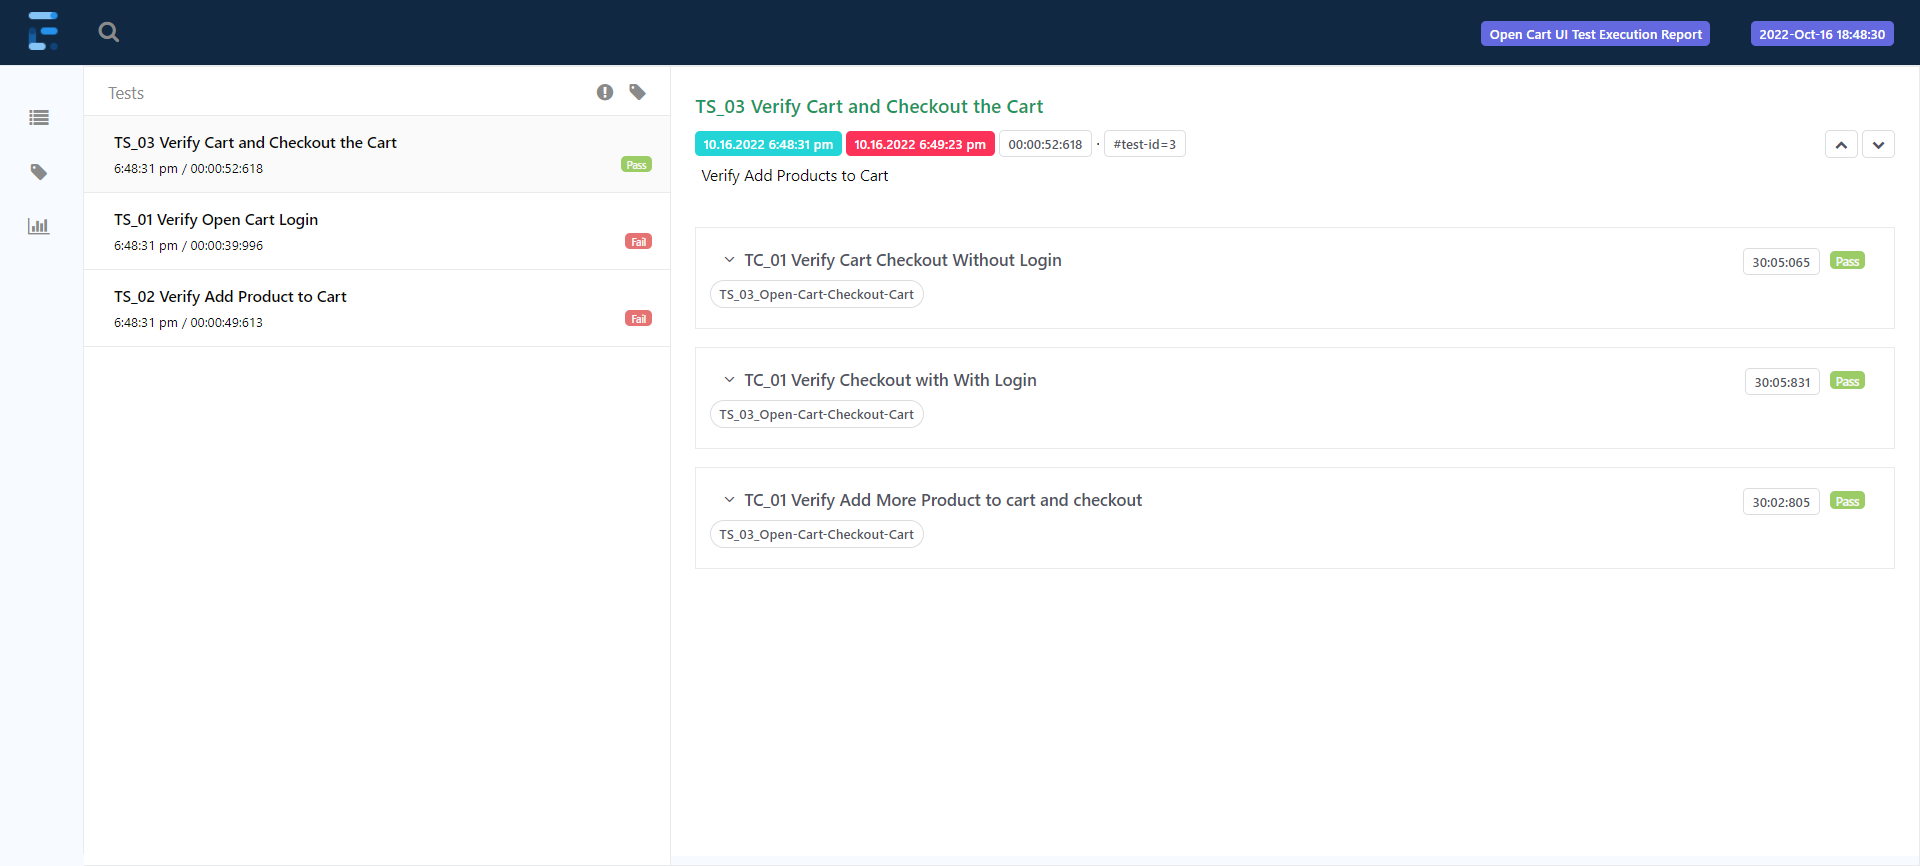 Open Cart UI Test Execution Report 2022-Oct-16 18:48:30
Tests
TS_03 Verify Cart and Checkout the Cart
6:48:31 pm / 00:00:52:618 Pass
TS_01 Verify Open Cart Login
6:48:31 pm / 00:00:39:996 Fail
TS_02 Verify Add Product to Cart
6:48:31 pm / 00:00:49:613 Fail
TS_03 Verify Cart and Checkout the Cart
10.16.2022 6:48:31 pm 10.16.2022 6:49:23 pm 00:00:52:618 · #test-id=3
Verify Add Products to Cart
TC_01 Verify Cart Checkout Without Login 30:05:065 Pass
TS_03_Open-Cart-Checkout-Cart
TC_01 Verify Checkout with With Login 30:05:831 Pass
TS_03_Open-Cart-Checkout-Cart
TC_01 Verify Add More Product to cart and checkout 30:02:805 Pass
TS_03_Open-Cart-Checkout-Cart